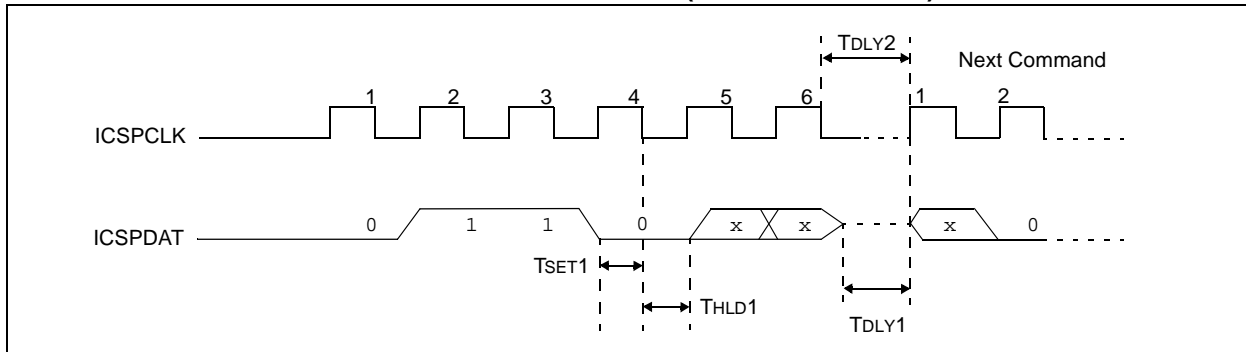 TDLY2
Next Command
1 2 3 4 5 6 1 2
ICSPCLK
ICSPDAT
0 1 1 0 x x x 0
TSET1
THLD1
TDLY1